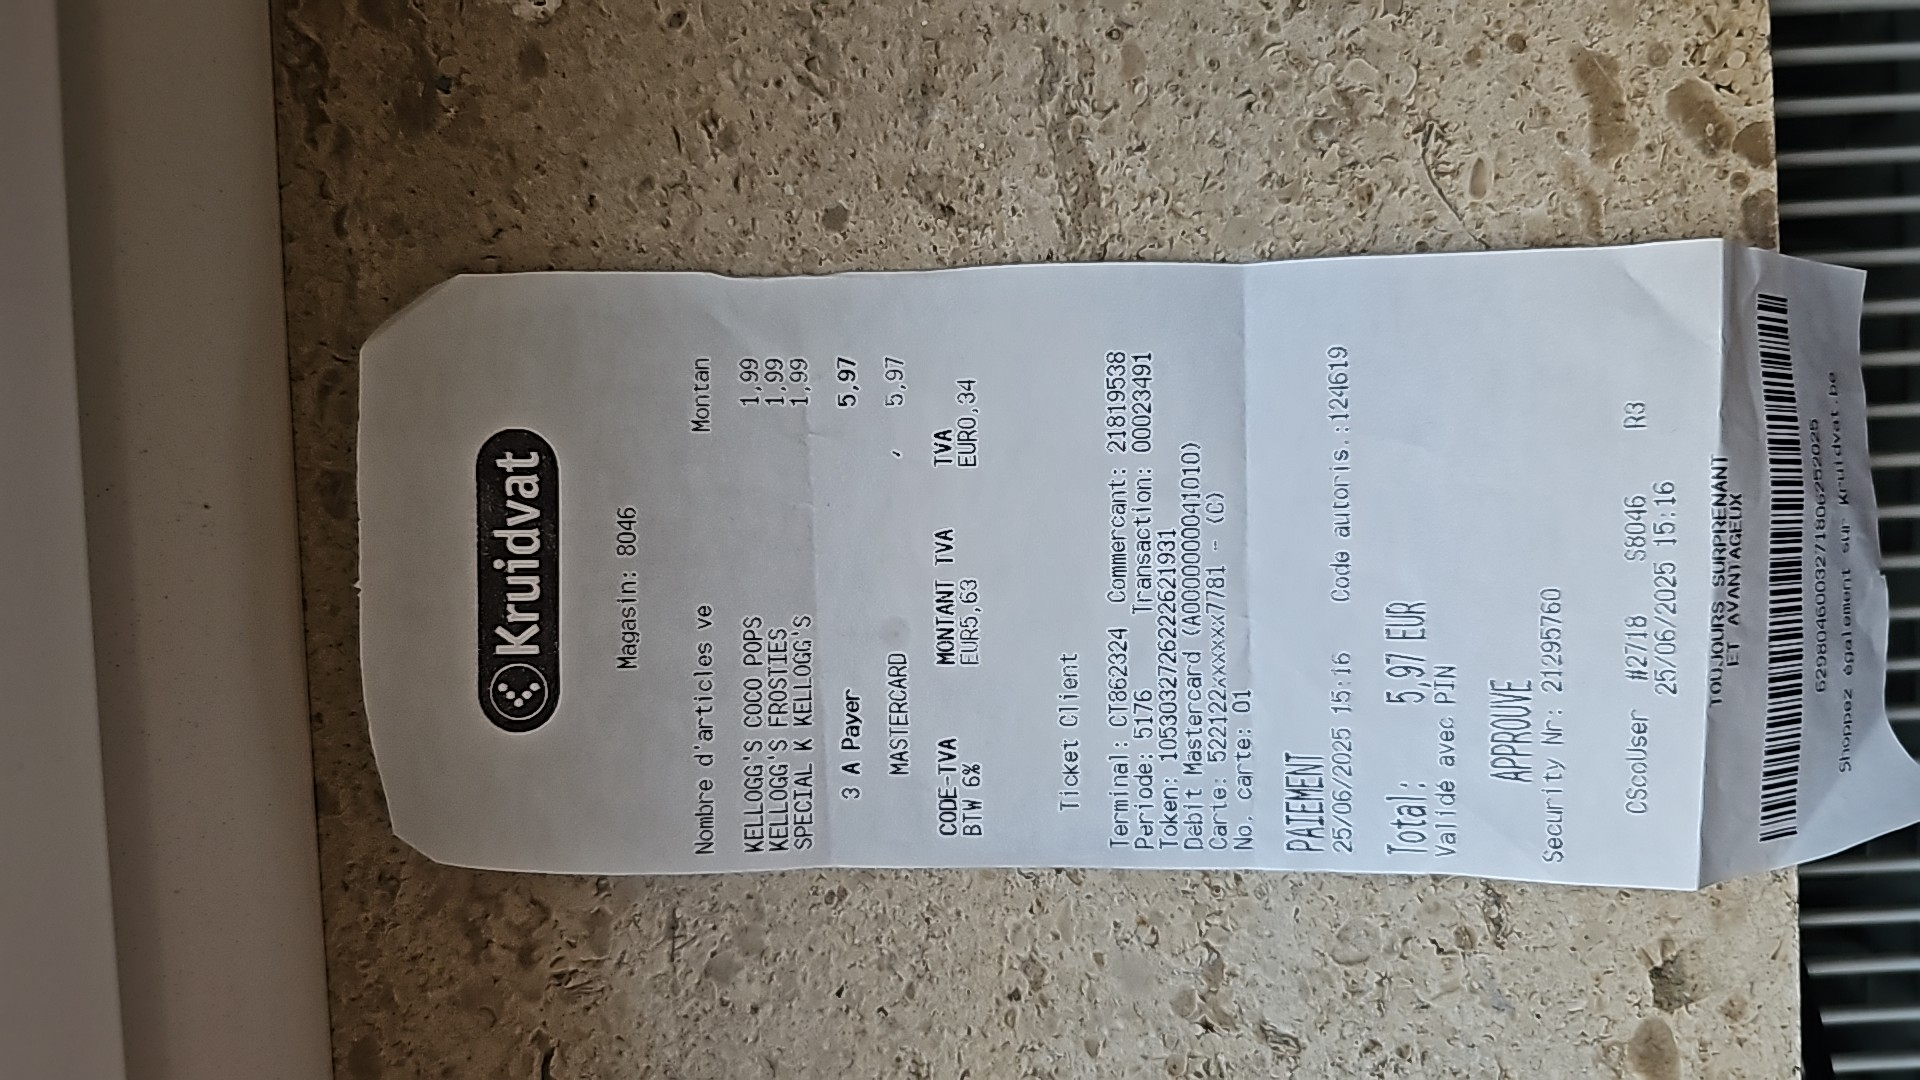 Kruidvat
Magasin: 8046
Nombre d'articles ve Montan
KELLOGG'S COCO POPS 1,99
KELLOGG'S FROSTIES 1,99
SPECIAL K KELLOGG'S 1,99
3 A Payer 5,97
MASTERCARD , 5,97
CODE-TVA MONTANT TVA TVA
BTW 6% EUR5,63 EUR0,34
Ticket Client
Terminal: CT862324 Commercant: 21819538
Periode: 5176 Transaction: 00023491
Token: 1053032726222621931
Debit Mastercard (A0000000041010)
Carte: 522122xxxxxx7781 - (C)
No. carte: 01
PAIEMENT
25/06/2025 15:16 Code autoris.:124619
Total: 5,97 EUR
Validé avec PIN
APPROUVE
Security Nr: 21295760
CScoUser #2718 S8046 R3
25/06/2025 15:16
TOUJOURS SURPRENANT
ET AVANTAGEUX
Shoppez également sur Kruidvat.be